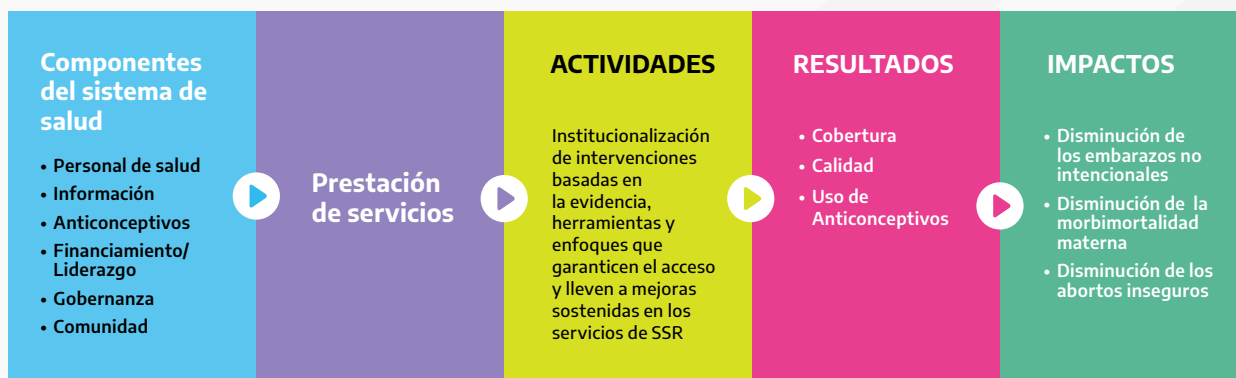 Componentes
del sistema de
salud
• Personal de salud
• Información
• Anticonceptivos
• Financiamiento/
Liderazgo
• Gobernanza
• Comunidad
Prestación
de servicios
ACTIVIDADES
Institucionalización
de intervenciones
basadas en
la evidencia,
herramientas y
enfoques que
garanticen el acceso
y lleven a mejoras
sostenidas en los
servicios de SSR
RESULTADOS
• Cobertura
• Calidad
• Uso de
Anticonceptivos
IMPACTOS
• Disminución de
los embarazos no
intencionales
• Disminución de la
morbimortalidad
materna
• Disminución de los
abortos inseguros